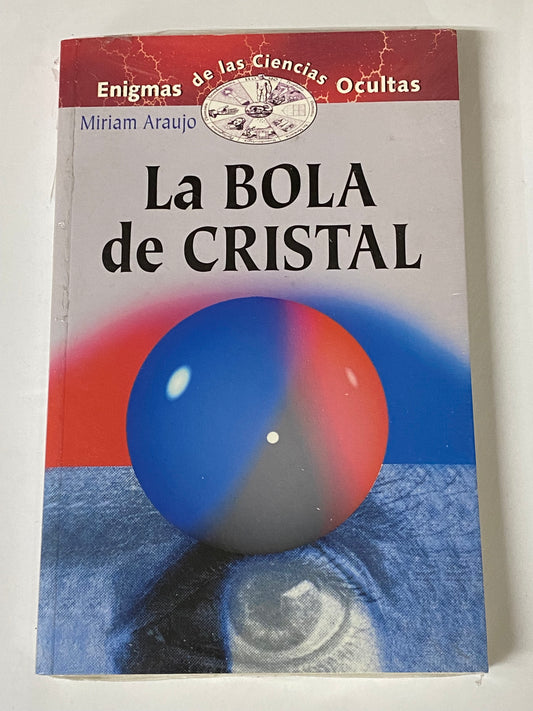 Enigmas de las Ciencias Ocultas
Miriam Araujo
La BOLA
de CRISTAL